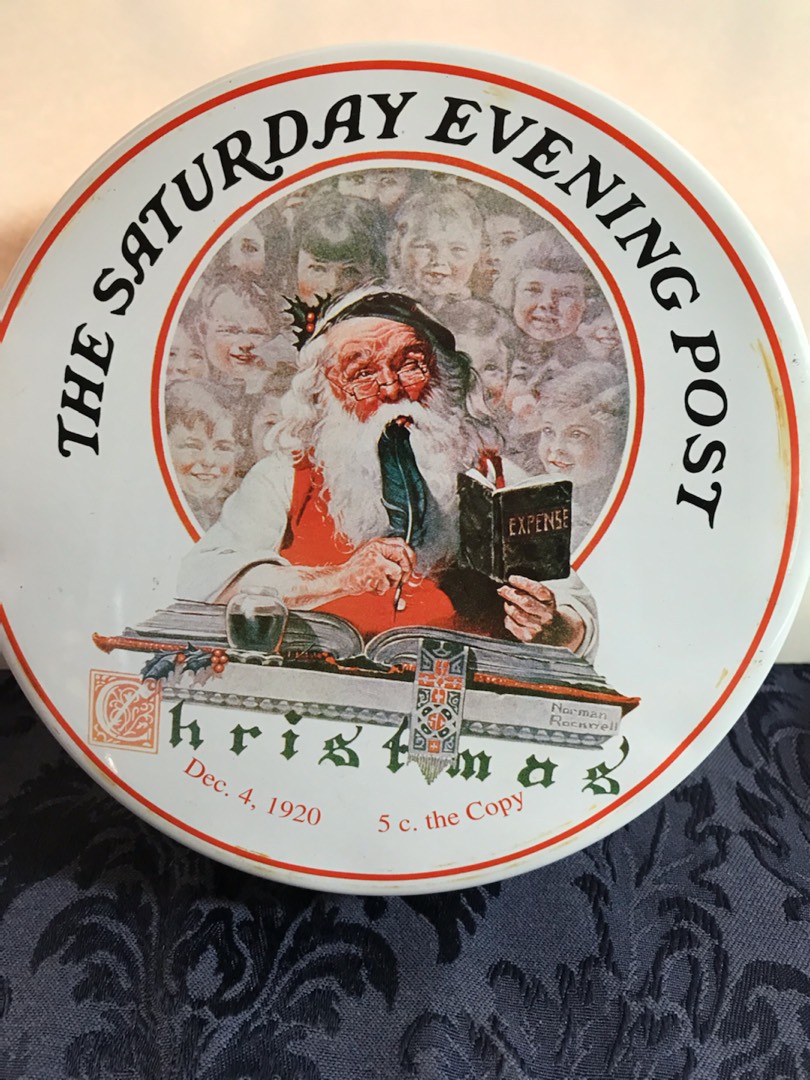 THE SATURDAY EVENING POST
EXPENSE
Norman
Rockwell
Christmas
Dec. 4, 1920
5 c. the Copy